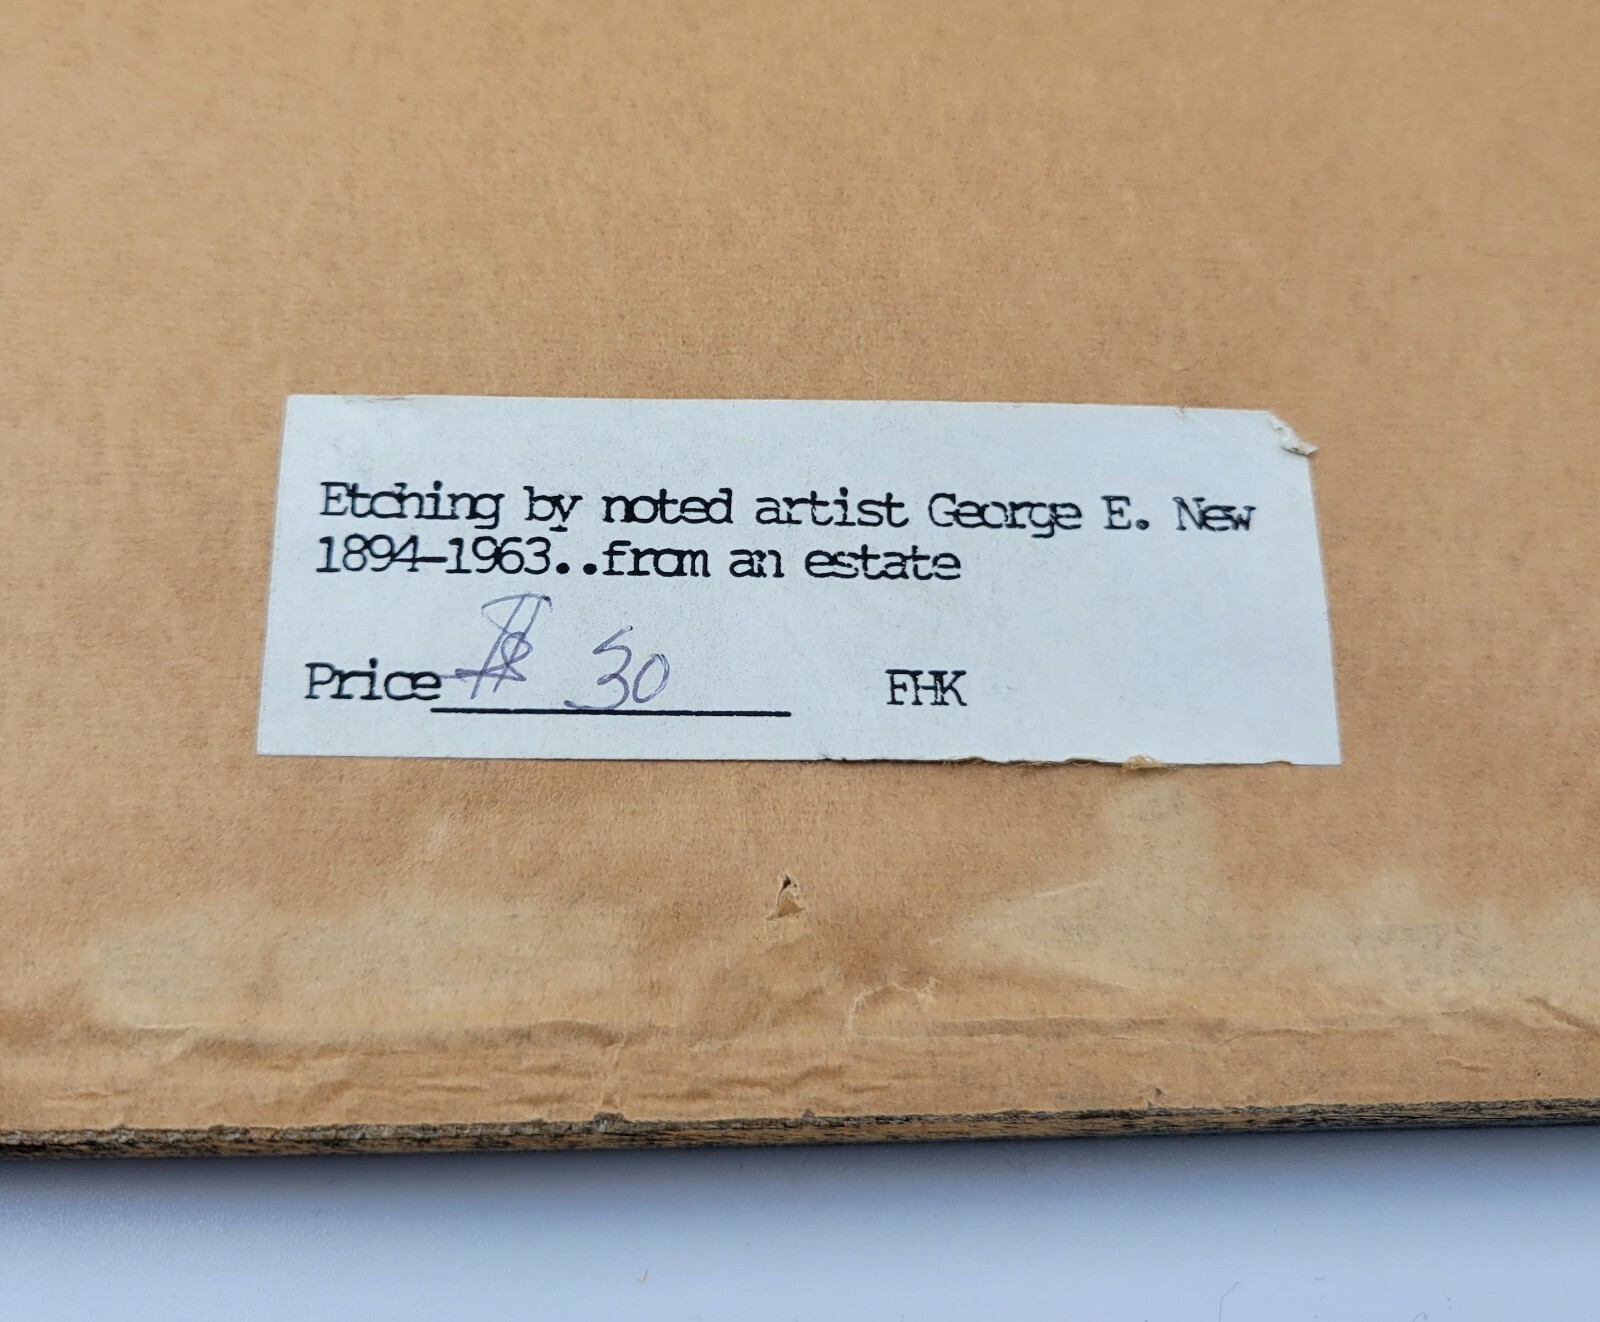 Etching by noted artist George E. New
1894-1963..from an estate
Price $ 30 FHK